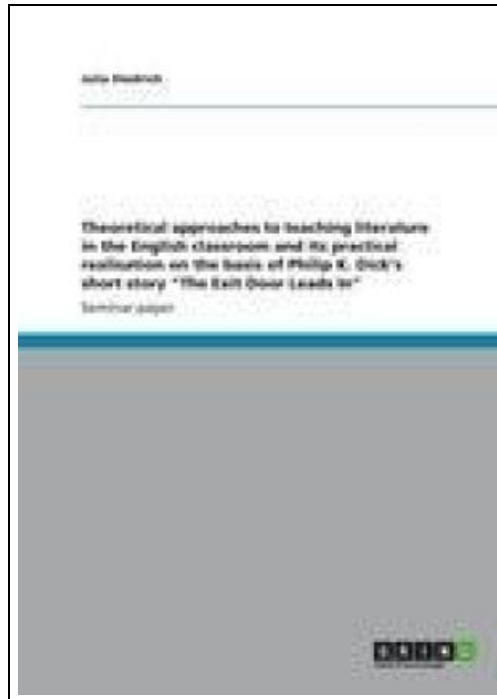 Julia Diedrich
Theoretical approaches to teaching literature
in the English classroom and its practical
realisation on the basis of Philip K. Dick's
short story "The Exit Door Leads In"
Seminar paper
GRIN